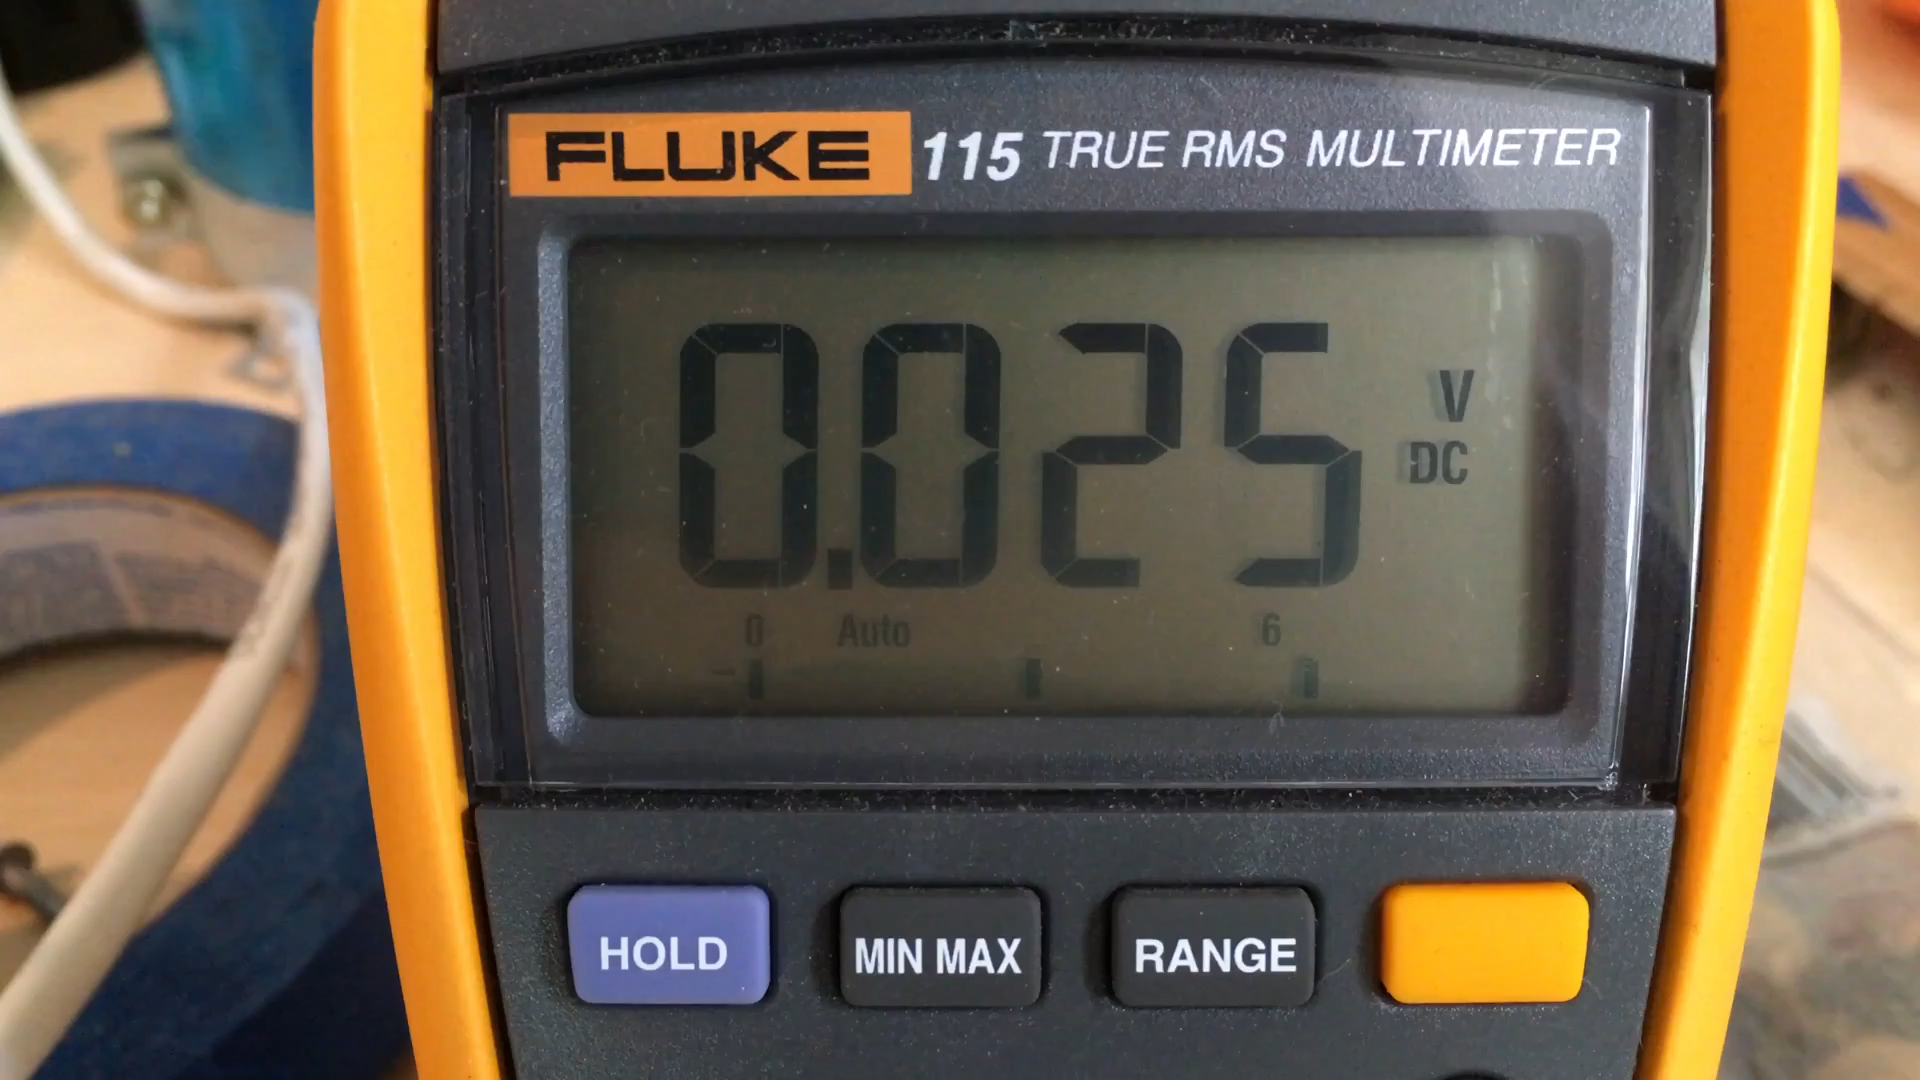 FLUKE 115 TRUE RMS MULTIMETER
0.025 V DC
0 Auto 6
HOLD MIN MAX RANGE